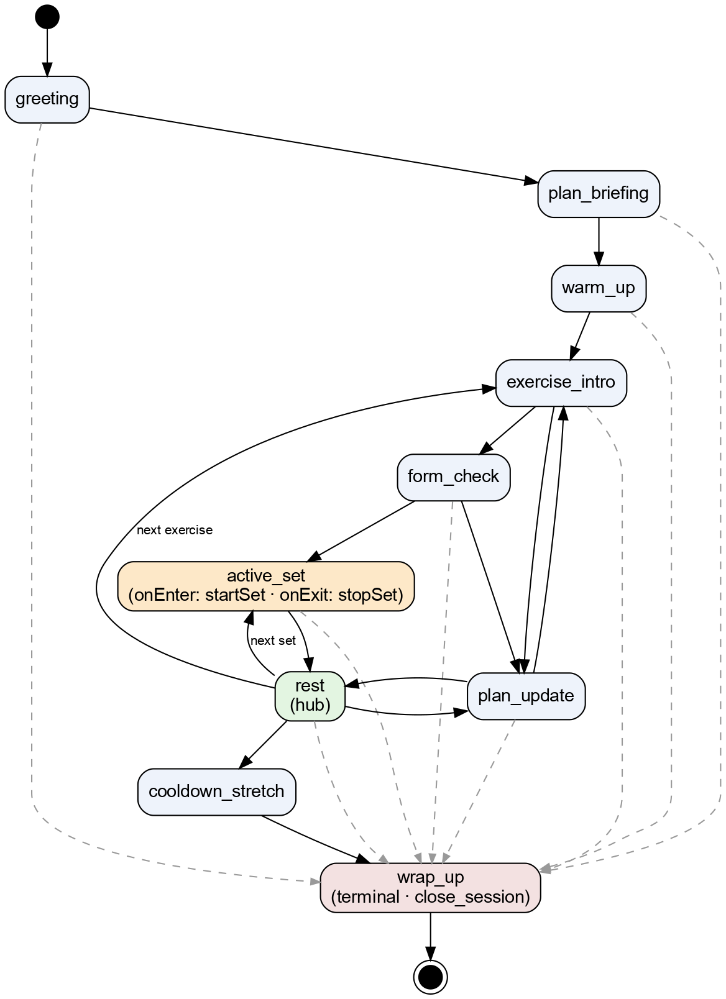 greeting
plan_briefing
warm_up
exercise_intro
form_check
next exercise
active_set
(onEnter: startSet · onExit: stopSet)
next set
rest
(hub)
plan_update
cooldown_stretch
wrap_up
(terminal · close_session)